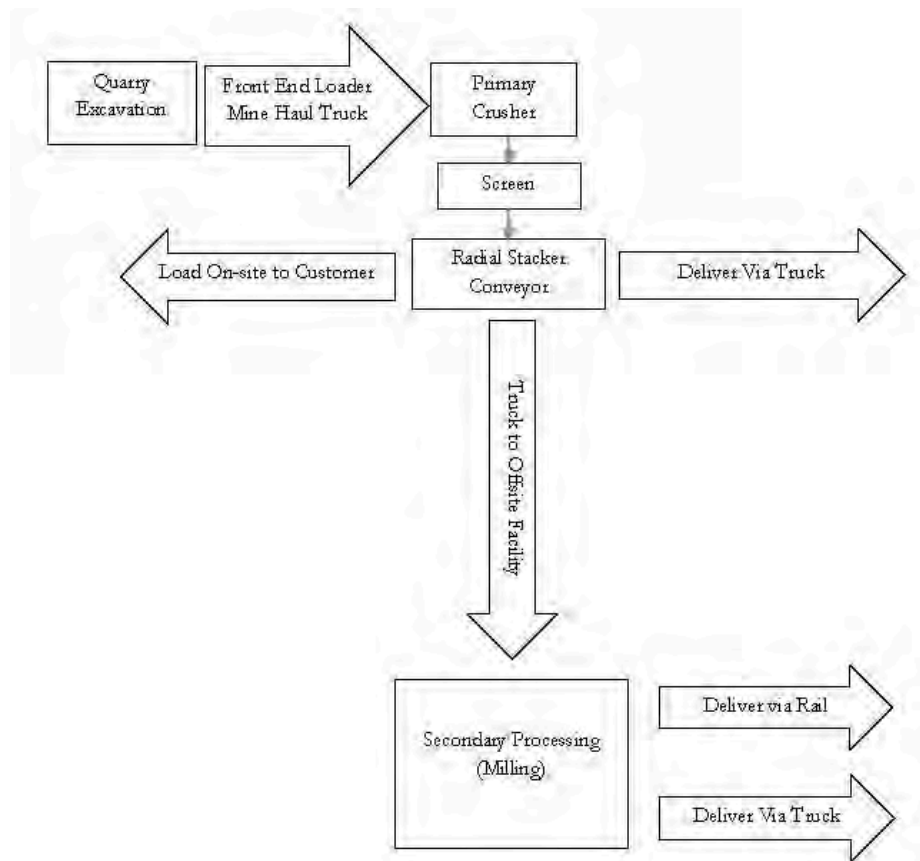 Quarry
Excavation
Front End Loader
Mine Haul Truck
Primary
Crusher
Screen
Load On-site to Customer
Radial Stacker
Conveyor
Deliver Via Truck
Truck to Offsite Facility
Secondary Processing
(Milling)
Deliver via Rail
Deliver Via Truck